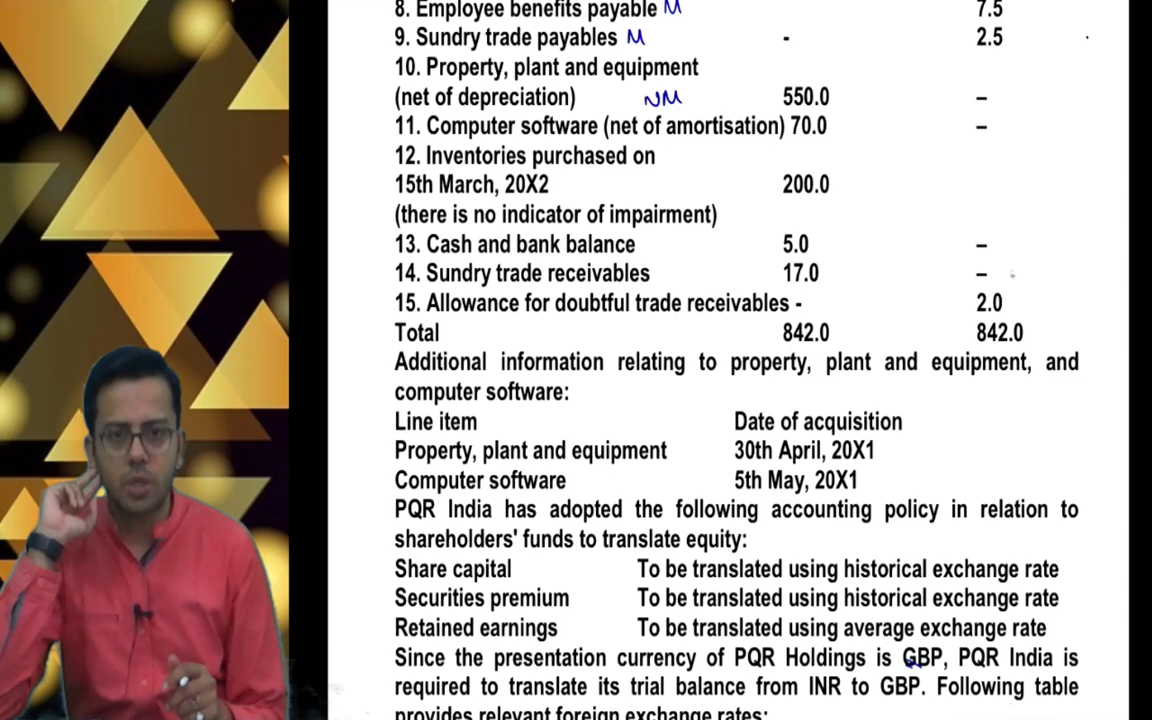 8. Employee benefits payable M 7.5
9. Sundry trade payables M - 2.5
10. Property, plant and equipment
(net of depreciation) NM 550.0 –
11. Computer software (net of amortisation) 70.0 –
12. Inventories purchased on
15th March, 20X2 200.0
(there is no indicator of impairment)
13. Cash and bank balance 5.0 –
14. Sundry trade receivables 17.0 –
15. Allowance for doubtful trade receivables - 2.0
Total 842.0 842.0
Additional information relating to property, plant and equipment, and
computer software:
Line item Date of acquisition
Property, plant and equipment 30th April, 20X1
Computer software 5th May, 20X1
PQR India has adopted the following accounting policy in relation to
shareholders' funds to translate equity:
Share capital To be translated using historical exchange rate
Securities premium To be translated using historical exchange rate
Retained earnings To be translated using average exchange rate
Since the presentation currency of PQR Holdings is GBP, PQR India is
required to translate its trial balance from INR to GBP. Following table
provides relevant foreign exchange rates: